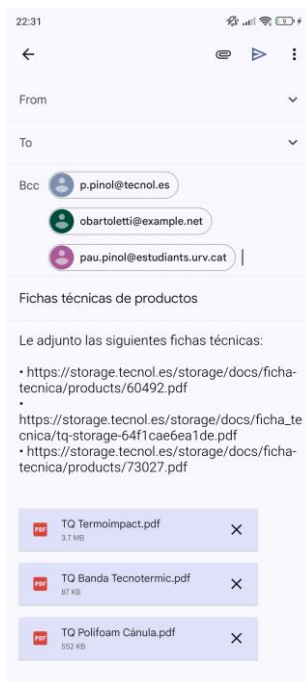 22:31
From
To
Bcc p.pinol@tecnol.es
obartoletti@example.net
pau.pinol@estudiants.urv.cat
Fichas técnicas de productos
Le adjunto las siguientes fichas técnicas:
• https://storage.tecnol.es/storage/docs/ficha-
tecnica/products/60492.pdf
•
https://storage.tecnol.es/storage/docs/ficha_te
cnica/tq-storage-64f1cae6ea1de.pdf
• https://storage.tecnol.es/storage/docs/ficha-
tecnica/products/73027.pdf
PDF TQ Termoimpact.pdf
3.7 MB
PDF TQ Banda Tecnotermic.pdf
87 KB
PDF TQ Polifoam Cánula.pdf
552 KB